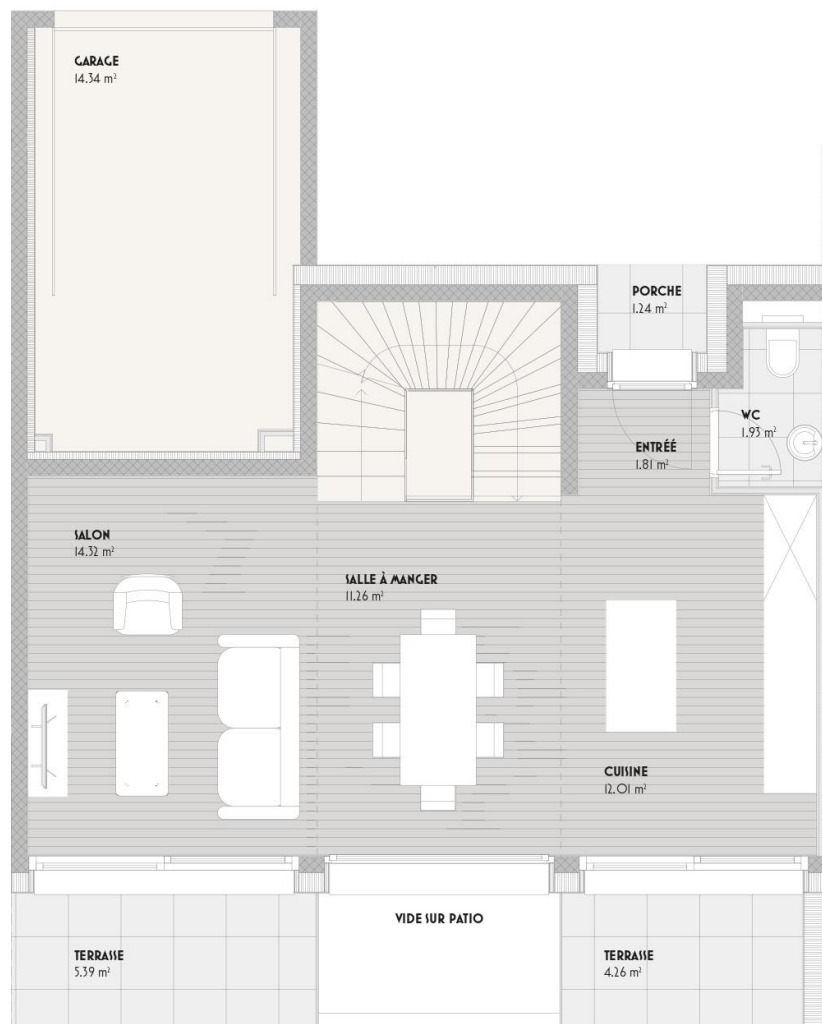 GARAGE
14.34 m²
PORCHE
1.24 m²
WC
1.93 m²
ENTRÉÉ
1.81 m²
SALON
14.32 m²
SALLE À MANGER
11.26 m²
CUISINE
12.01 m²
VIDE SUR PATIO
TERRASSE
5.39 m²
TERRASSE
4.26 m²